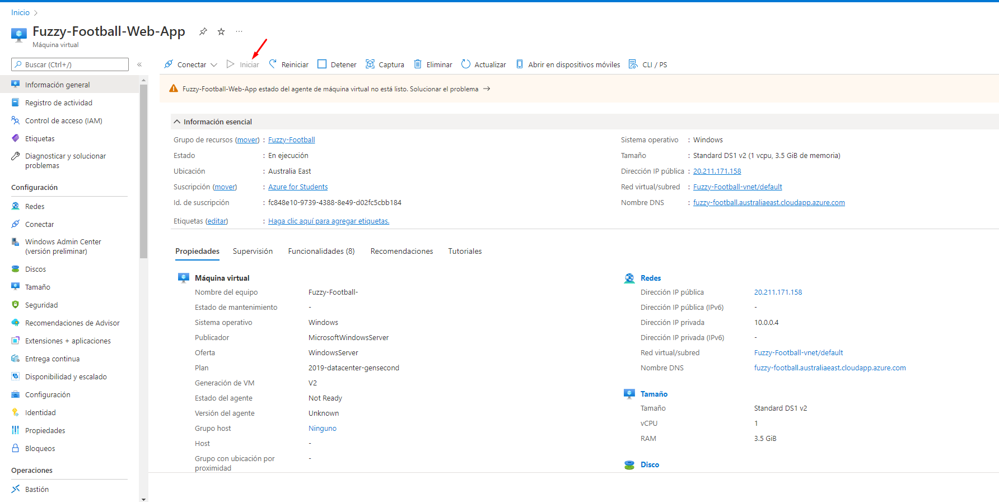 Inicio
Fuzzy-Football-Web-App
Máquina virtual
Buscar (Ctrl+/)
Conectar
Iniciar
Reiniciar
Detener
Captura
Eliminar
Actualizar
Abrir en dispositivos móviles
CLI / PS
Información general
Registro de actividad
Control de acceso (IAM)
Etiquetas
Diagnosticar y solucionar
problemas
Configuración
Redes
Conectar
Windows Admin Center
(versión preliminar)
Discos
Tamaño
Seguridad
Recomendaciones de Advisor
Extensiones + aplicaciones
Entrega continua
Disponibilidad y escalado
Configuración
Identidad
Propiedades
Bloqueos
Operaciones
Bastión
Fuzzy-Football-Web-App estado del agente de máquina virtual no está listo. Solucionar el problema →
Información esencial
Grupo de recursos (mover) : Fuzzy-Football
Estado : En ejecución
Ubicación : Australia East
Suscripción (mover) : Azure for Students
Id. de suscripción : fc848e10-9739-4388-8e49-d02fc5cbb184
Etiquetas (editar) : Haga clic aquí para agregar etiquetas.
Sistema operativo : Windows
Tamaño : Standard DS1 v2 (1 vcpu, 3.5 GiB de memoria)
Dirección IP pública : 20.211.171.158
Red virtual/subred : Fuzzy-Football-vnet/default
Nombre DNS : fuzzy-football.australiaeast.cloudapp.azure.com
Propiedades
Supervisión
Funcionalidades (8)
Recomendaciones
Tutoriales
Máquina virtual
Nombre del equipo Fuzzy-Football-
Estado de mantenimiento -
Sistema operativo Windows
Publicador MicrosoftWindowsServer
Oferta WindowsServer
Plan 2019-datacenter-gensecond
Generación de VM V2
Estado del agente Not Ready
Versión del agente Unknown
Grupo host Ninguno
Host -
Grupo con ubicación por -
proximidad
Redes
Dirección IP pública 20.211.171.158
Dirección IP pública (IPv6) -
Dirección IP privada 10.0.0.4
Dirección IP privada (IPv6) -
Red virtual/subred Fuzzy-Football-vnet/default
Nombre DNS fuzzy-football.australiaeast.cloudapp.azure.com
Tamaño
Tamaño Standard DS1 v2
vCPU 1
RAM 3.5 GiB
Disco